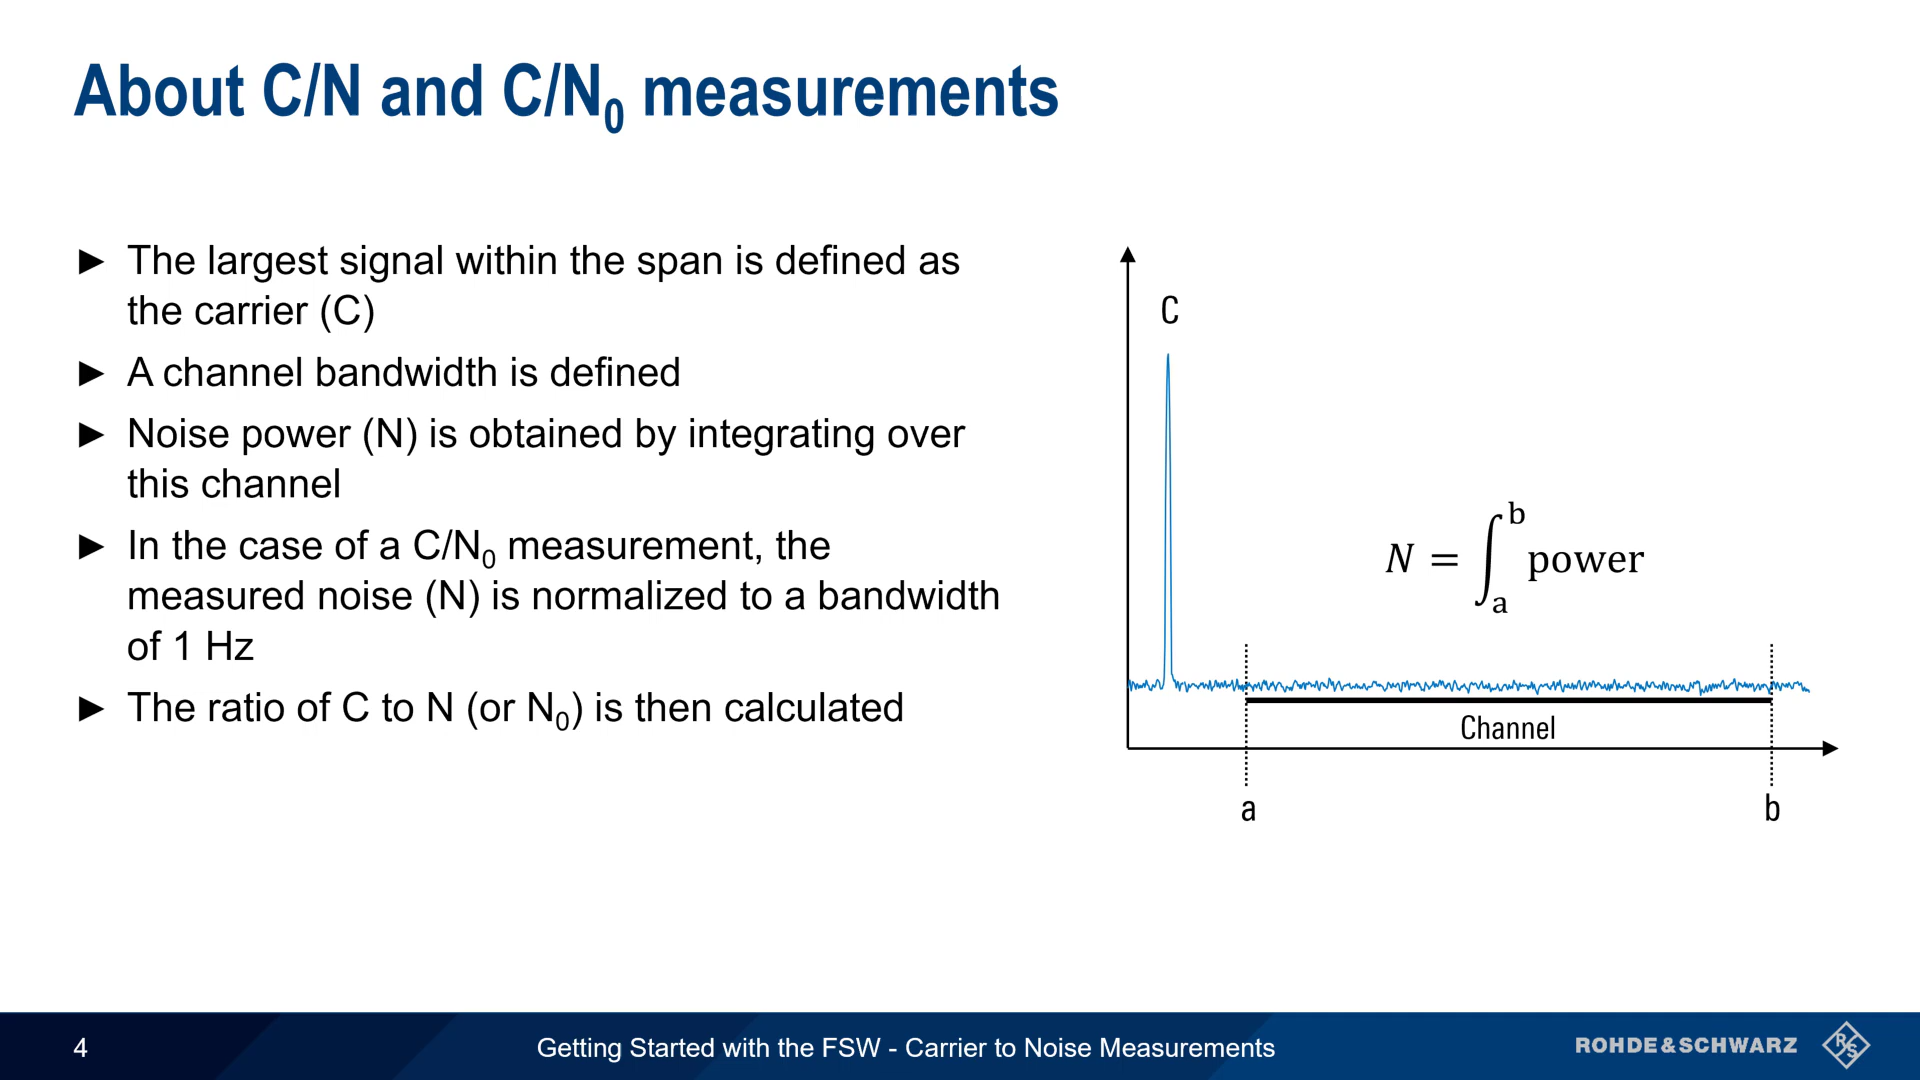 About C/N and C/N₀ measurements
► The largest signal within the span is defined as
the carrier (C)
► A channel bandwidth is defined
► Noise power (N) is obtained by integrating over
this channel
► In the case of a C/N₀ measurement, the
measured noise (N) is normalized to a bandwidth
of 1 Hz
► The ratio of C to N (or N₀) is then calculated
C
N = ∫ₐᵇ power
Channel
a b
4 Getting Started with the FSW - Carrier to Noise Measurements ROHDE&SCHWARZ R&S